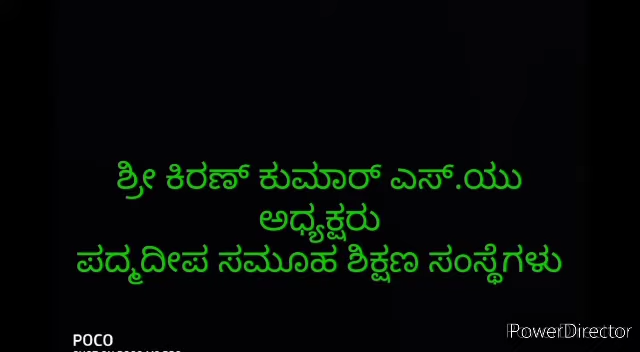 ಶ್ರೀ ಕಿರಣ್ ಕುಮಾರ್ ಎಸ್.ಯು
ಅಧ್ಯಕ್ಷರು
ಪದ್ಮದೀಪ ಸಮೂಹ ಶಿಕ್ಷಣ ಸಂಸ್ಥೆಗಳು
POCO
PowerDirector